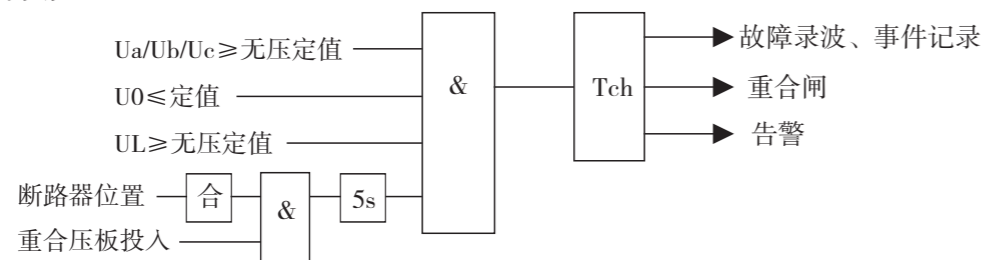 Ua/Ub/Uc≥无压定值
U0≤定值
UL≥无压定值
断路器位置
合
重合压板投入
&
5s
&
Tch
故障录波、事件记录
重合闸
告警